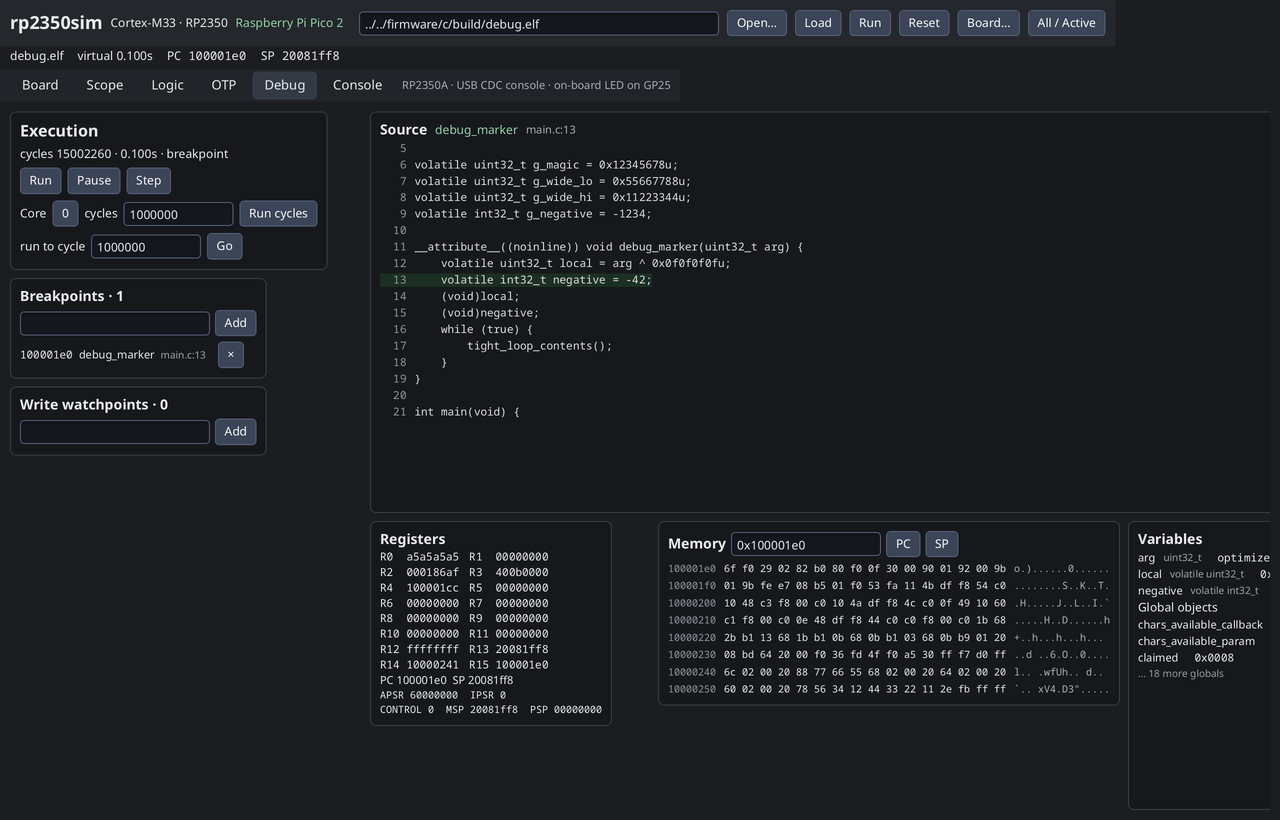 rp2350sim Cortex-M33 · RP2350 Raspberry Pi Pico 2 ../../firmware/c/build/debug.elf Open... Load Run Reset Board... All / Active
debug.elf virtual 0.100s PC 100001e0 SP 20081ff8
Board Scope Logic OTP Debug Console RP2350A · USB CDC console · on-board LED on GP25
Execution
cycles 15002260 · 0.100s · breakpoint
Run Pause Step
Core 0 cycles 1000000 Run cycles
run to cycle 1000000 Go
Breakpoints · 1
Add
100001e0 debug_marker main.c:13 ×
Write watchpoints · 0
Add
Source debug_marker main.c:13
5
6 volatile uint32_t g_magic = 0x12345678u;
7 volatile uint32_t g_wide_lo = 0x55667788u;
8 volatile uint32_t g_wide_hi = 0x11223344u;
9 volatile int32_t g_negative = -1234;
10
11 __attribute__((noinline)) void debug_marker(uint32_t arg) {
12     volatile uint32_t local = arg ^ 0x0f0f0f0fu;
13     volatile int32_t negative = -42;
14     (void)local;
15     (void)negative;
16     while (true) {
17         tight_loop_contents();
18     }
19 }
20
21 int main(void) {
Registers
R0 a5a5a5a5 R1 00000000
R2 000186af R3 400b0000
R4 100001cc R5 00000000
R6 00000000 R7 00000000
R8 00000000 R9 00000000
R10 00000000 R11 00000000
R12 ffffffff R13 20081ff8
R14 10000241 R15 100001e0
PC 100001e0 SP 20081ff8
APSR 60000000 IPSR 0
CONTROL 0 MSP 20081ff8 PSP 00000000
Memory 0x100001e0 PC SP
100001e0 6f f0 29 02 82 b0 80 f0 0f 30 00 90 01 92 00 9b o.)......0......
100001f0 01 9b fe e7 08 b5 01 f0 53 fa 11 4b df f8 54 c0 ........S..K..T.
10000200 10 48 c3 f8 00 c0 10 4a df f8 4c c0 0f 49 10 60 .H.....J..L..I.`
10000210 c1 f8 00 c0 0e 48 df f8 44 c0 c0 f8 00 c0 1b 68 .....H..D......h
10000220 2b b1 13 68 1b b1 0b 68 0b b1 03 68 0b b9 01 20 +..h...h...h...
10000230 08 bd 64 20 00 f0 36 fd 4f f0 a5 30 ff f7 d0 ff ..d ..6.O..0....
10000240 6c 02 00 20 88 77 66 55 68 02 00 20 64 02 00 20 l.. .wfUh.. d..
10000250 60 02 00 20 78 56 34 12 44 33 22 11 2e fb ff ff `.. xV4.D3".....
Variables
arg uint32_t optimize
local volatile uint32_t 0x
negative volatile int32_t
Global objects
chars_available_callback
chars_available_param
claimed 0x0008
... 18 more globals